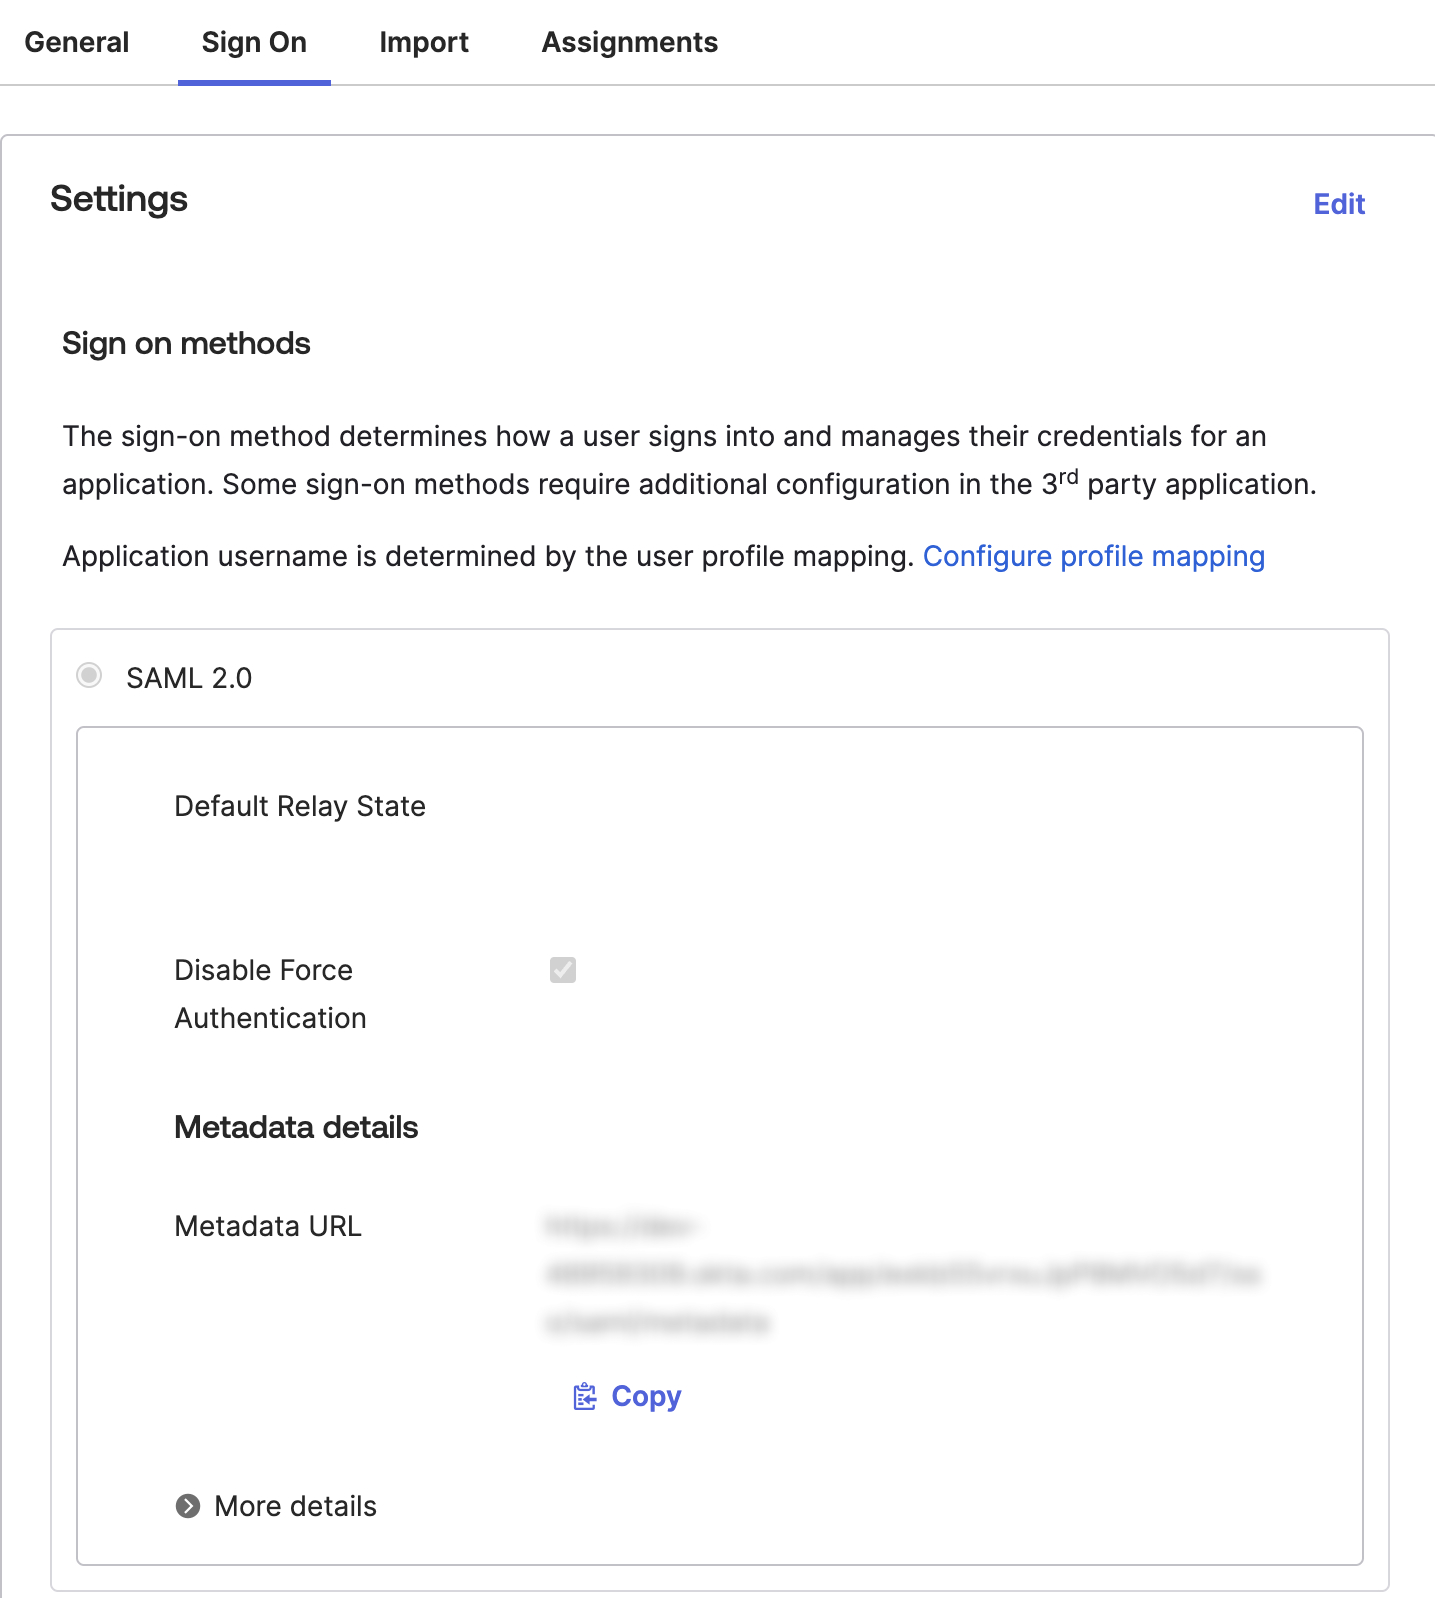 General Sign On Import Assignments
Settings
Edit
Sign on methods
The sign-on method determines how a user signs into and manages their credentials for an
application. Some sign-on methods require additional configuration in the 3rd party application.
Application username is determined by the user profile mapping. Configure profile mapping
SAML 2.0
Default Relay State
Disable Force
Authentication
Metadata details
Metadata URL
Copy
More details